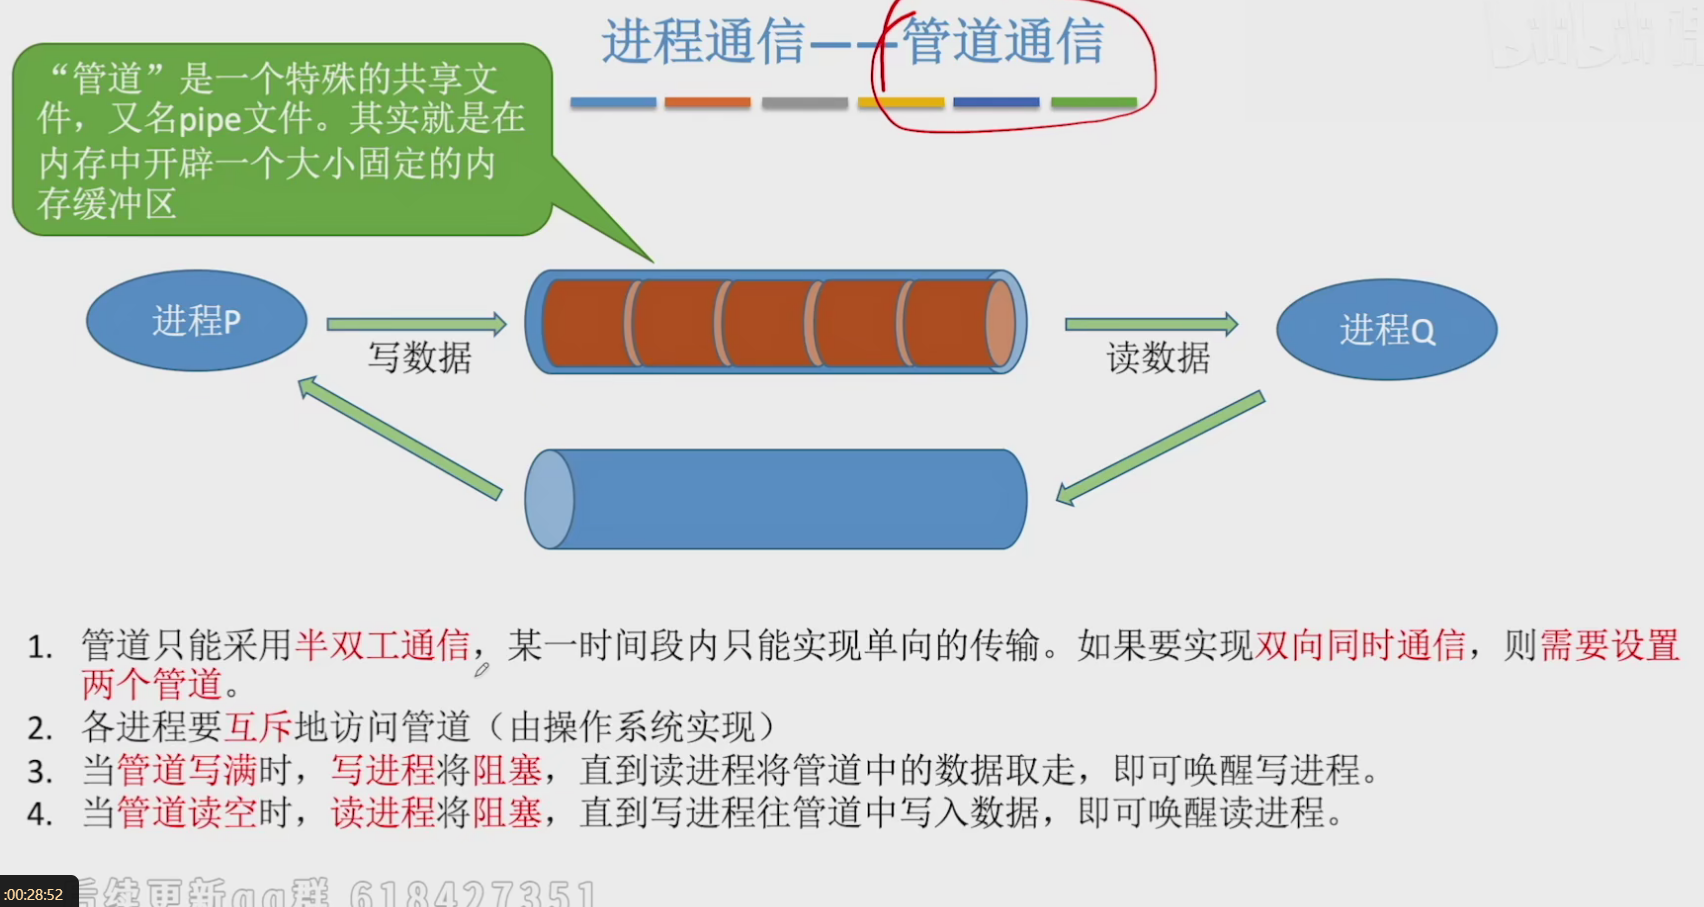 进程通信——管道通信
“管道”是一个特殊的共享文
件，又名pipe文件。其实就是在
内存中开辟一个大小固定的内
存缓冲区
进程P
写数据
读数据
进程Q
1. 管道只能采用半双工通信，某一时间段内只能实现单向的传输。如果要实现双向同时通信，则需要设置
两个管道。
2. 各进程要互斥地访问管道（由操作系统实现）
3. 当管道写满时，写进程将阻塞，直到读进程将管道中的数据取走，即可唤醒写进程。
4. 当管道读空时，读进程将阻塞，直到写进程往管道中写入数据，即可唤醒读进程。
:00:28:52
后续更新qq群 618427351